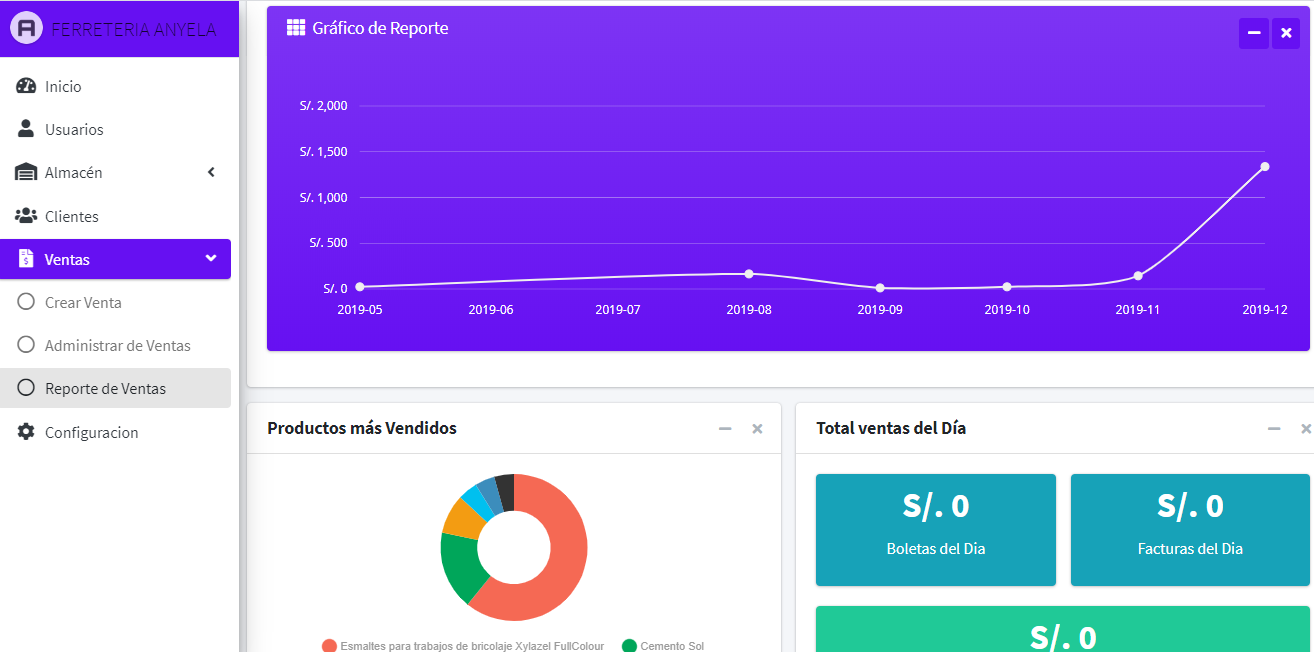 A FERRETERIA ANYELA
Inicio
Usuarios
Almacén
Clientes
Ventas
Crear Venta
Administrar de Ventas
Reporte de Ventas
Configuracion
Gráfico de Reporte
S/. 2,000
S/. 1,500
S/. 1,000
S/. 500
S/. 0
2019-05 2019-06 2019-07 2019-08 2019-09 2019-10 2019-11 2019-12
Productos más Vendidos
Esmaltes para trabajos de bricolaje Xylazel FullColour Cemento Sol
Total ventas del Día
S/. 0
Boletas del Dia
S/. 0
Facturas del Dia
S/. 0